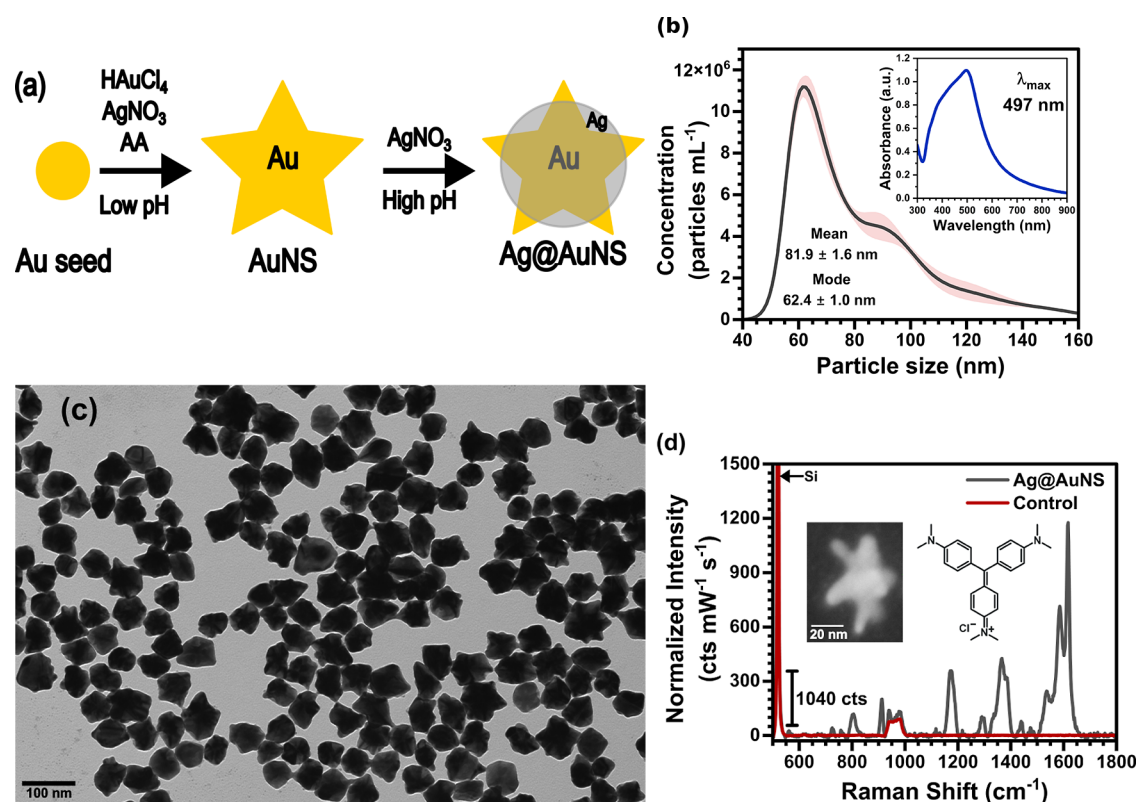 (a)
HAuCl₄
AgNO₃
AA
Low pH
Au seed
Au
AuNS
AgNO₃
High pH
Ag
Au
Ag@AuNS
(b)
Concentration
(particles mL⁻¹)
12×10⁶
10
8
6
4
2
0
40 60 80 100 120 140 160
Particle size (nm)
Mean
81.9 ± 1.6 nm
Mode
62.4 ± 1.0 nm
Absorbance (a.u.)
1.2
1.0
0.8
0.6
0.4
0.2
0.0
300 400 500 600 700 800 900
Wavelength (nm)
λmax
497 nm
(c)
100 nm
(d)
Normalized Intensity
(cts mW⁻¹ s⁻¹)
1500
1200
900
600
300
0
600 800 1000 1200 1400 1600 1800
Raman Shift (cm⁻¹)
Si
Ag@AuNS
Control
20 nm
N
N
Cl⁻
N⁺
1040 cts